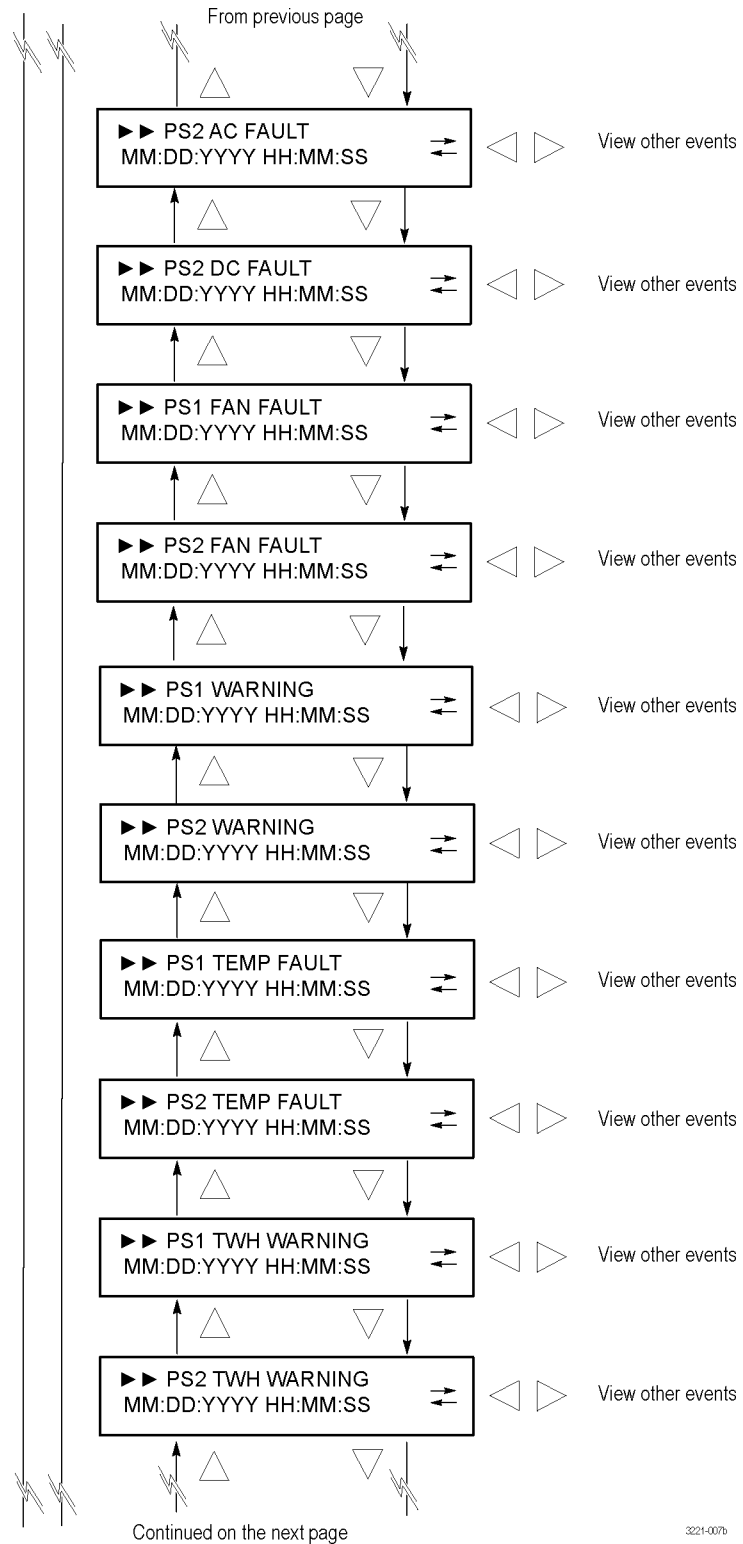 From previous page
►► PS2 AC FAULT
MM:DD:YYYY HH:MM:SS
View other events
►► PS2 DC FAULT
MM:DD:YYYY HH:MM:SS
View other events
►► PS1 FAN FAULT
MM:DD:YYYY HH:MM:SS
View other events
►► PS2 FAN FAULT
MM:DD:YYYY HH:MM:SS
View other events
►► PS1 WARNING
MM:DD:YYYY HH:MM:SS
View other events
►► PS2 WARNING
MM:DD:YYYY HH:MM:SS
View other events
►► PS1 TEMP FAULT
MM:DD:YYYY HH:MM:SS
View other events
►► PS2 TEMP FAULT
MM:DD:YYYY HH:MM:SS
View other events
►► PS1 TWH WARNING
MM:DD:YYYY HH:MM:SS
View other events
►► PS2 TWH WARNING
MM:DD:YYYY HH:MM:SS
View other events
Continued on the next page
3221-007b